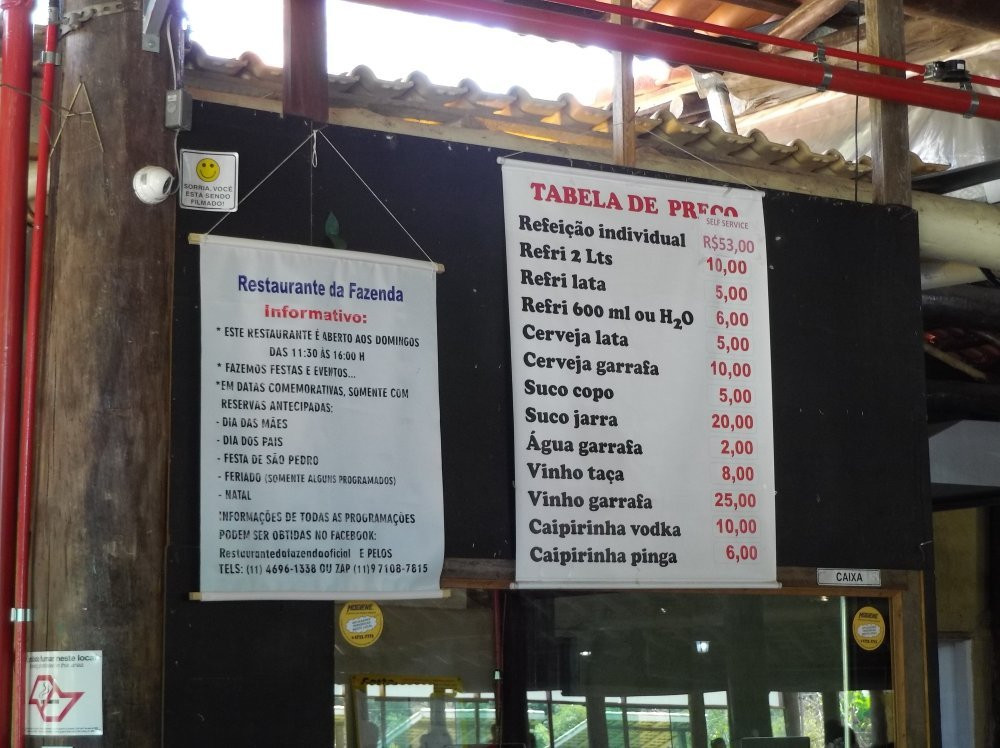 SORRIA, VOCÊ
ESTÁ SENDO
FILMADO!
Restaurante da Fazenda
Informativo:
* ESTE RESTAURANTE É ABERTO AOS DOMINGOS
DAS 11:30 ÀS 16:00 H
* FAZEMOS FESTAS E EVENTOS...
*EM DATAS COMEMORATIVAS, SOMENTE COM
RESERVAS ANTECIPADAS:
- DIA DAS MÃES
- DIA DOS PAIS
- FESTA DE SÃO PEDRO
- FERIADO (SOMENTE ALGUNS PROGRAMADOS)
- NATAL
INFORMAÇÕES DE TODAS AS PROGRAMAÇÕES
PODEM SER OBTIDAS NO FACEBOOK:
Restaurantedafazendaoficial E PELOS
TELS: (11) 4696-1338 OU ZAP (11)9 7108-7815
TABELA DE PREÇO
SELF SERVICE
Refeição individual R$53,00
Refri 2 Lts 10,00
Refri lata 5,00
Refri 600 ml ou H2O 6,00
Cerveja lata 5,00
Cerveja garrafa 10,00
Suco copo 5,00
Suco jarra 20,00
Água garrafa 2,00
Vinho taça 8,00
Vinho garrafa 25,00
Caipirinha vodka 10,00
Caipirinha pinga 6,00
CAIXA
neste local